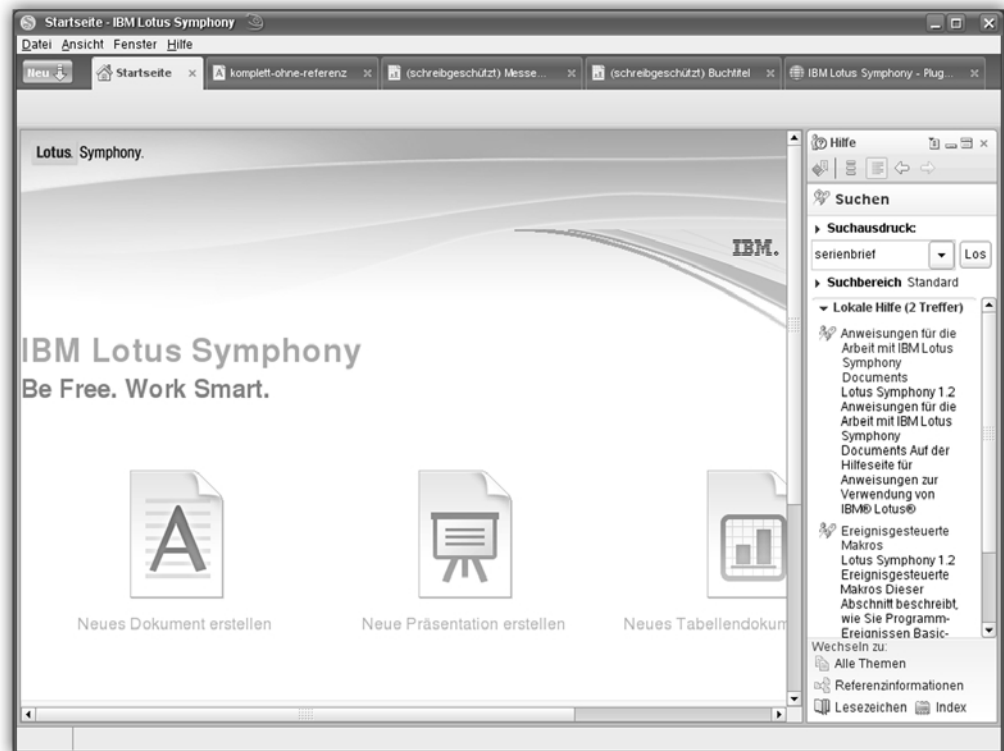 Startseite - IBM Lotus Symphony
Datei Ansicht Fenster Hilfe
Neu
Startseite
komplett-ohne-referenz
(schreibgeschützt) Messe...
(schreibgeschützt) Buchtitel
IBM Lotus Symphony - Plug...
Lotus. Symphony.
IBM.
IBM Lotus Symphony
Be Free. Work Smart.
Neues Dokument erstellen
Neue Präsentation erstellen
Neues Tabellendokum
Hilfe
Suchen
Suchausdruck:
serienbrief
Los
Suchbereich Standard
Lokale Hilfe (2 Treffer)
Anweisungen für die
Arbeit mit IBM Lotus
Symphony
Documents
Lotus Symphony 1.2
Anweisungen für die
Arbeit mit IBM Lotus
Symphony
Documents Auf der
Hilfeseite für
Anweisungen zur
Verwendung von
IBM® Lotus®
Ereignisgesteuerte
Makros
Lotus Symphony 1.2
Ereignisgesteuerte
Makros Dieser
Abschnitt beschreibt,
wie Sie Programm-
Ereignissen Basic-
Wechseln zu:
Alle Themen
Referenzinformationen
Lesezeichen Index